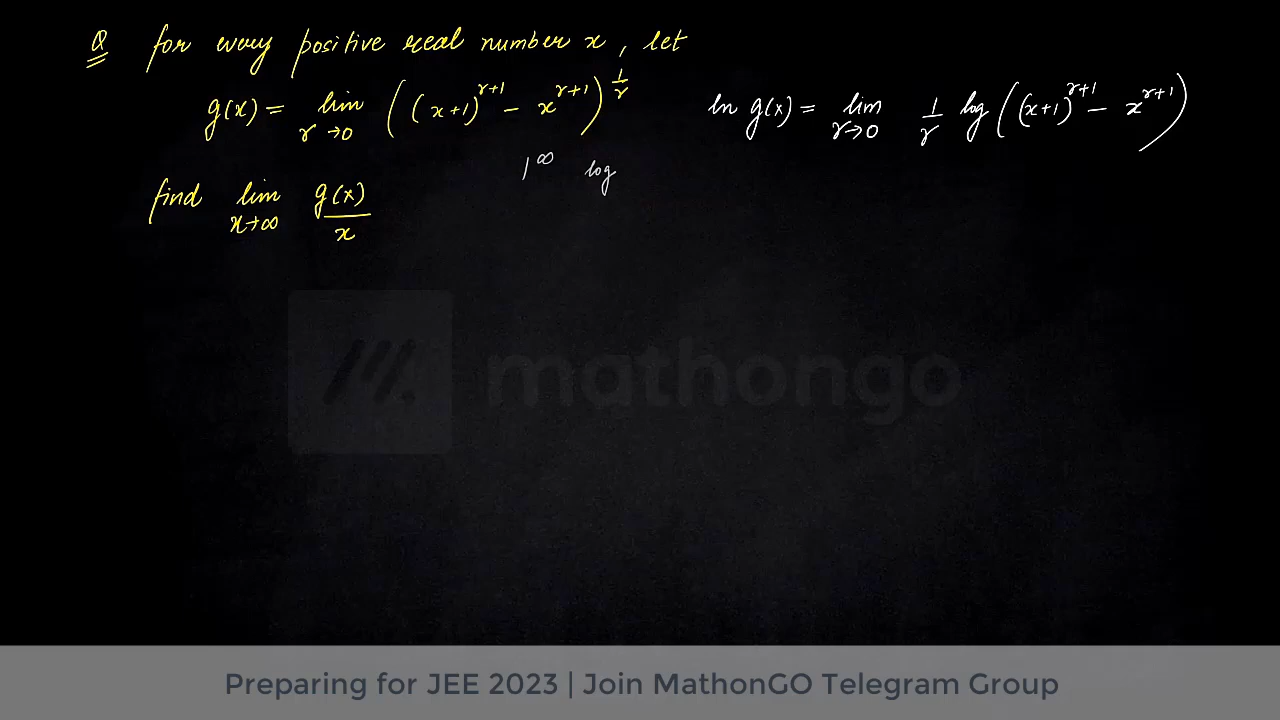 Q for every positive real number x, let
g(x) = lim r→0 ((x+1)^{r+1} − x^{r+1})^{1/r}
ln g(x) = lim r→0 1/r log((x+1)^{r+1} − x^{r+1})
1^∞ log
find lim x→∞ g(x)/x
mathongo
Preparing for JEE 2023 | Join MathonGO Telegram Group